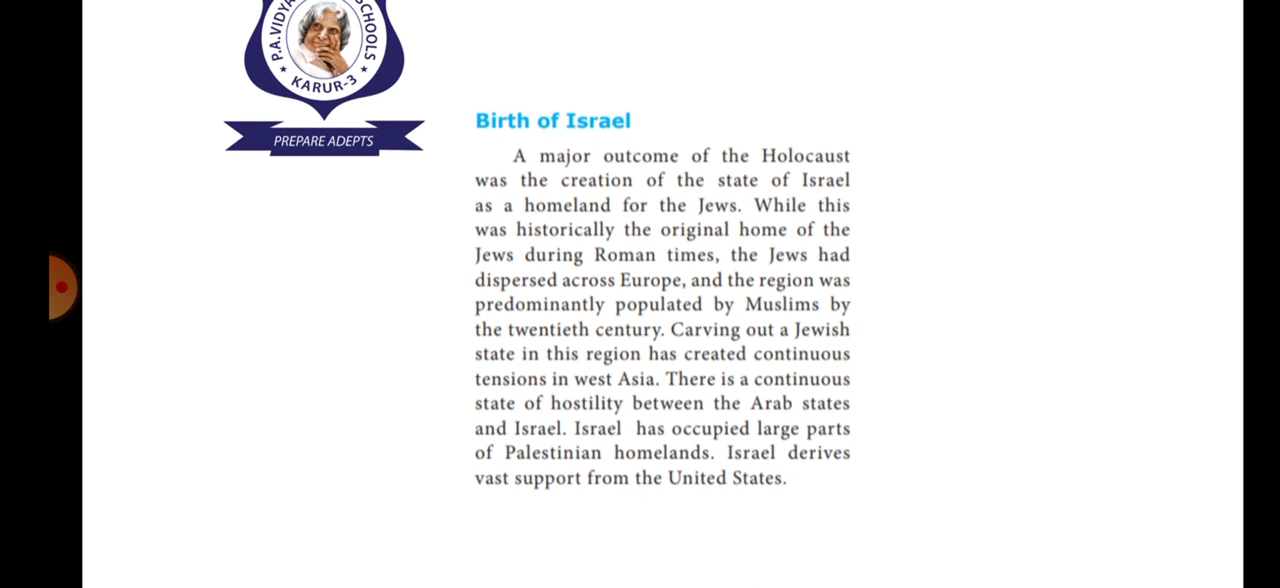 P.A.VIDYA
SCHOOLS
KARUR-3
PREPARE ADEPTS
Birth of Israel
A major outcome of the Holocaust
was the creation of the state of Israel
as a homeland for the Jews. While this
was historically the original home of the
Jews during Roman times, the Jews had
dispersed across Europe, and the region was
predominantly populated by Muslims by
the twentieth century. Carving out a Jewish
state in this region has created continuous
tensions in west Asia. There is a continuous
state of hostility between the Arab states
and Israel. Israel has occupied large parts
of Palestinian homelands. Israel derives
vast support from the United States.